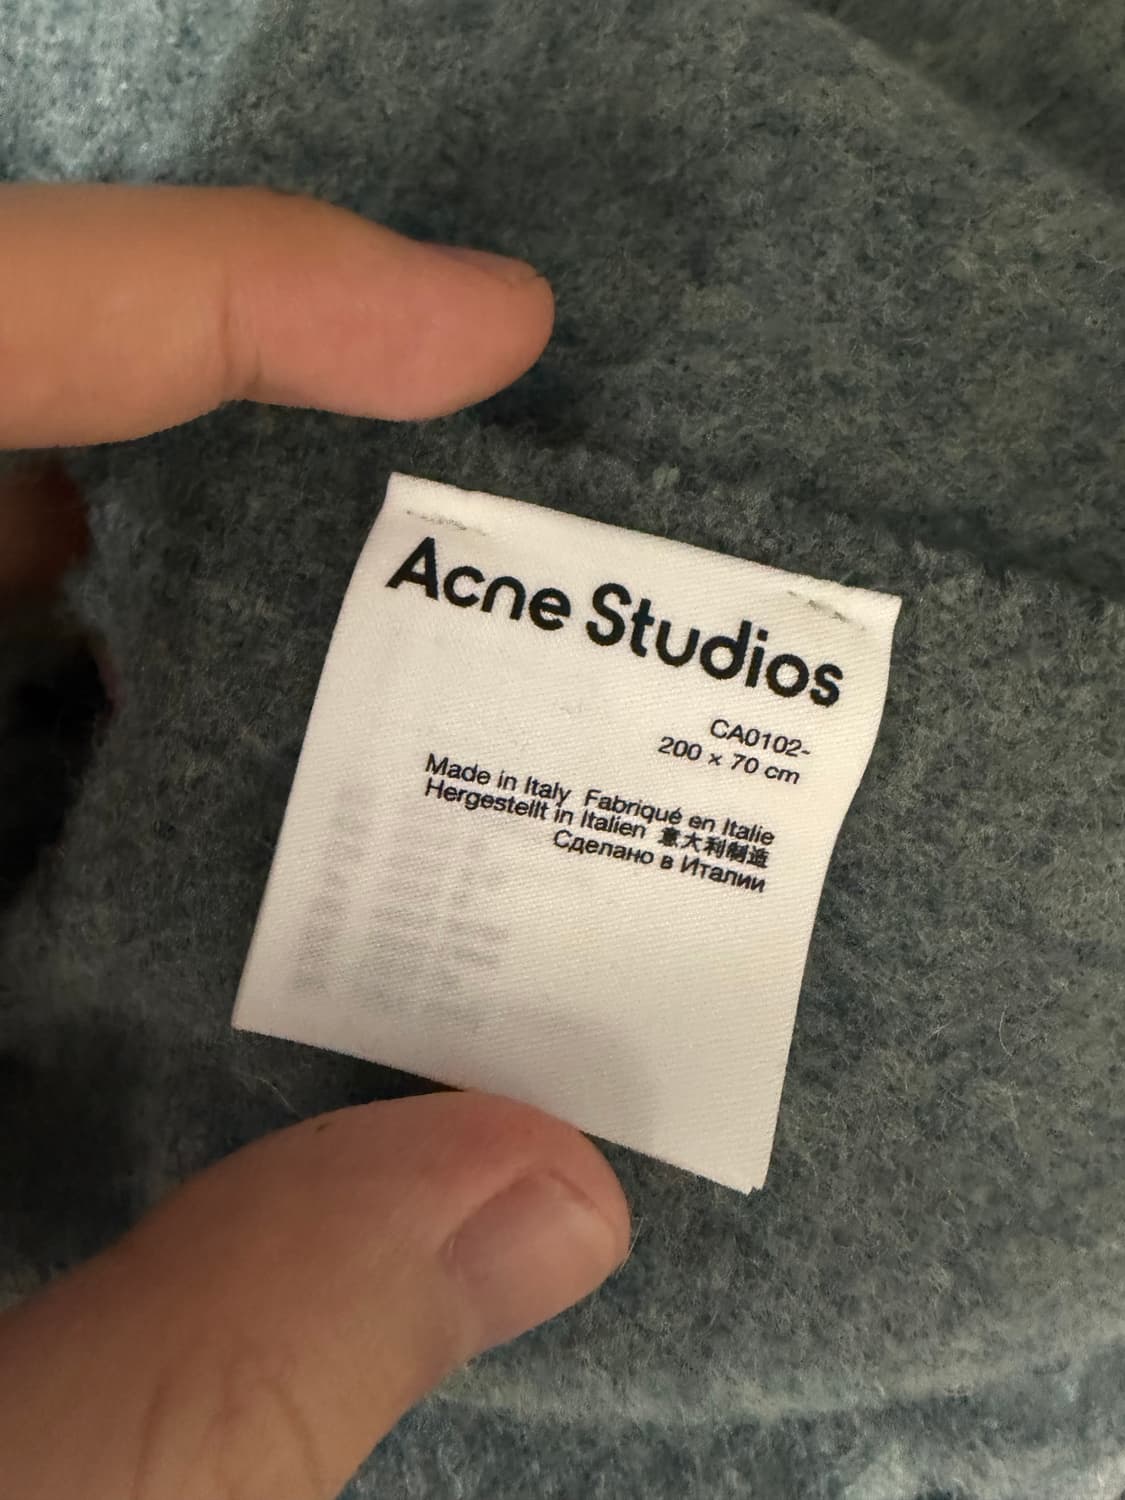 Acne Studios
CA0102-
200 × 70 cm
Made in Italy Fabriqué en Italie
Hergestellt in Italien 意大利制造
Сделано в Италии